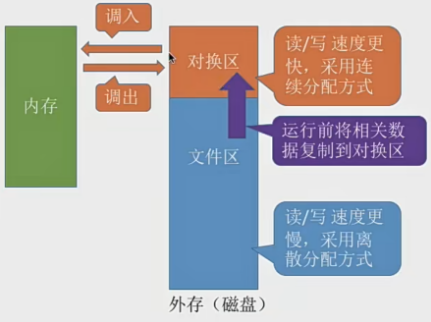 调入
调出
内存
对换区
文件区
读/写 速度更
快，采用连
续分配方式
运行前将相关数
据复制到对换区
读/写 速度更
慢，采用离
散分配方式
外存（磁盘）